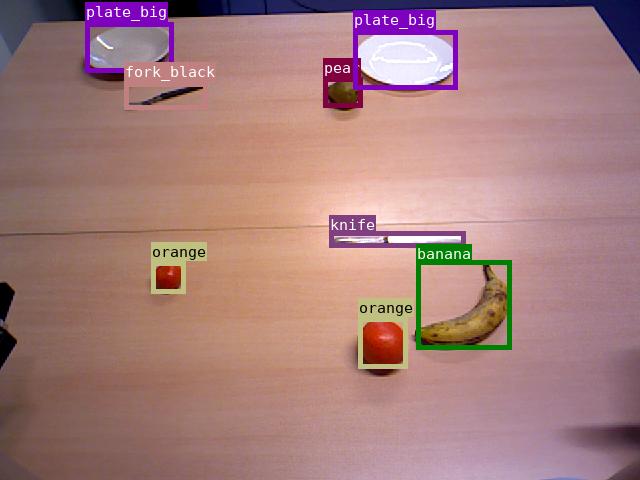 plate_big
plate_big
fork_black
pea
knife
orange
banana
orange